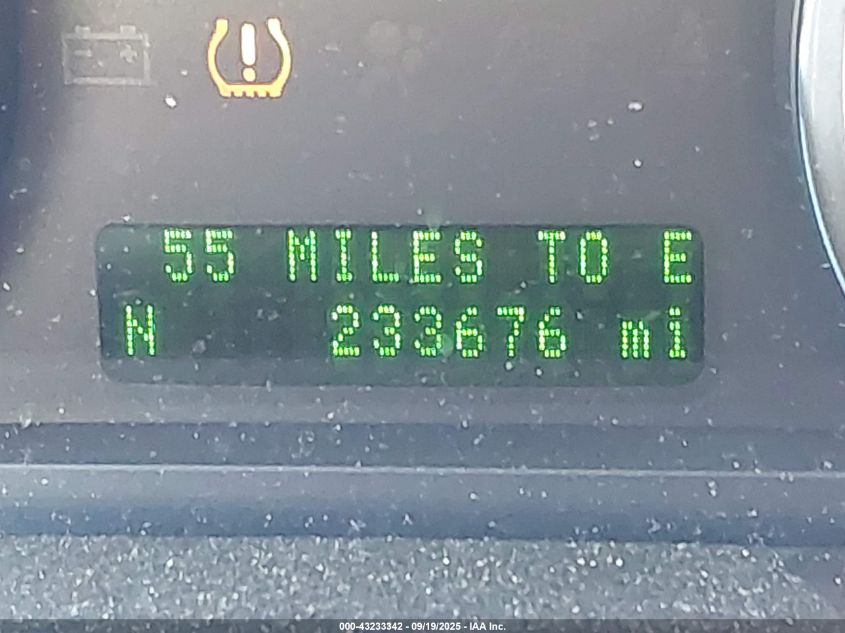 55 MILES TO E
N 233676 mi
000-43233342 - 09/19/2025 - IAA Inc.